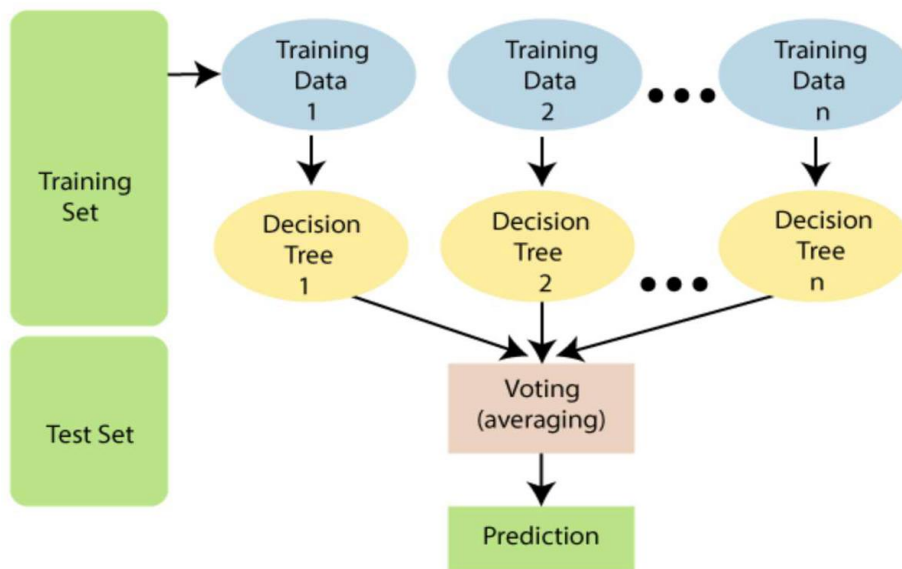 Training
Set
Test Set
Training
Data
1
Training
Data
2
Training
Data
n
Decision
Tree
1
Decision
Tree
2
Decision
Tree
n
Voting
(averaging)
Prediction